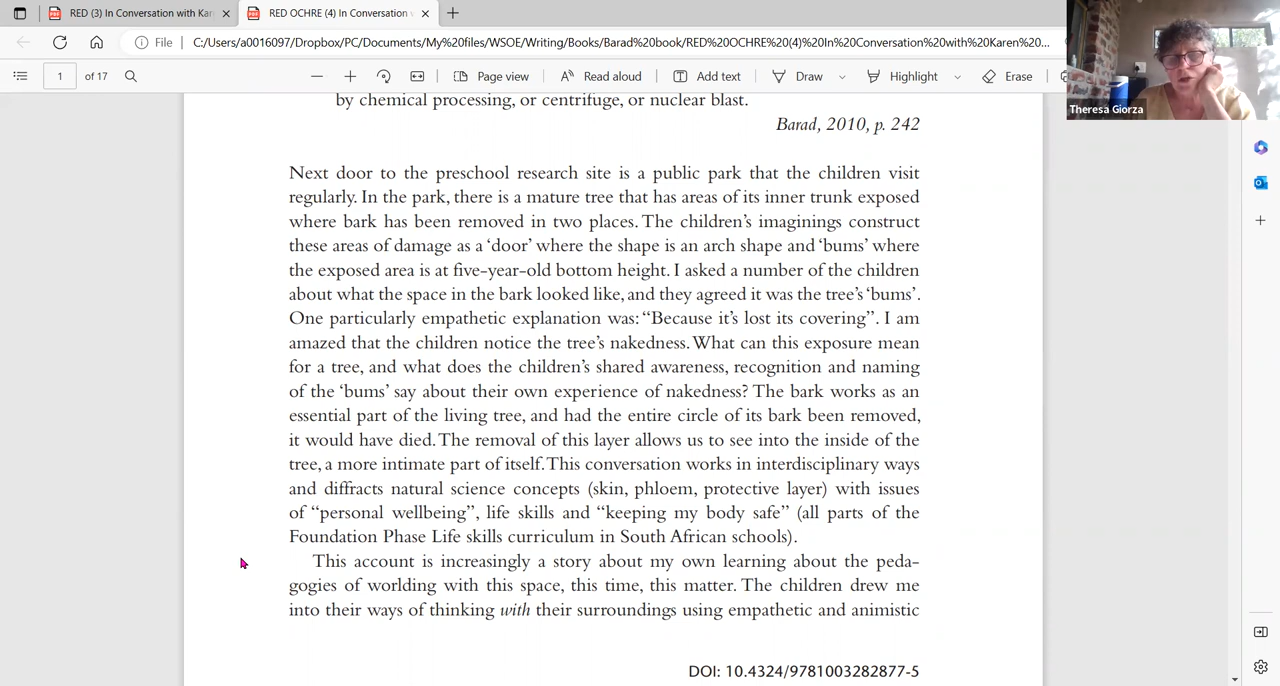 RED (3) In Conversation with Kar
RED OCHRE (4) In Conversation v
File
C:/Users/a0016097/Dropbox/PC/Documents/My%20files/WSOE/Writing/Books/Barad%20book/RED%20OCHRE%20(4)%20In%20Conversation%20with%20Karen%20...
1 of 17
Page view
Read aloud
Add text
Draw
Highlight
Erase
Theresa Giorza
by chemical processing, or centrifuge, or nuclear blast.
Barad, 2010, p. 242
Next door to the preschool research site is a public park that the children visit
regularly. In the park, there is a mature tree that has areas of its inner trunk exposed
where bark has been removed in two places. The children's imaginings construct
these areas of damage as a 'door' where the shape is an arch shape and 'bums' where
the exposed area is at five-year-old bottom height. I asked a number of the children
about what the space in the bark looked like, and they agreed it was the tree's 'bums'.
One particularly empathetic explanation was: "Because it's lost its covering". I am
amazed that the children notice the tree's nakedness. What can this exposure mean
for a tree, and what does the children's shared awareness, recognition and naming
of the 'bums' say about their own experience of nakedness? The bark works as an
essential part of the living tree, and had the entire circle of its bark been removed,
it would have died. The removal of this layer allows us to see into the inside of the
tree, a more intimate part of itself. This conversation works in interdisciplinary ways
and diffracts natural science concepts (skin, phloem, protective layer) with issues
of "personal wellbeing", life skills and "keeping my body safe" (all parts of the
Foundation Phase Life skills curriculum in South African schools).
This account is increasingly a story about my own learning about the peda-
gogies of worlding with this space, this time, this matter. The children drew me
into their ways of thinking with their surroundings using empathetic and animistic
DOI: 10.4324/9781003282877-5